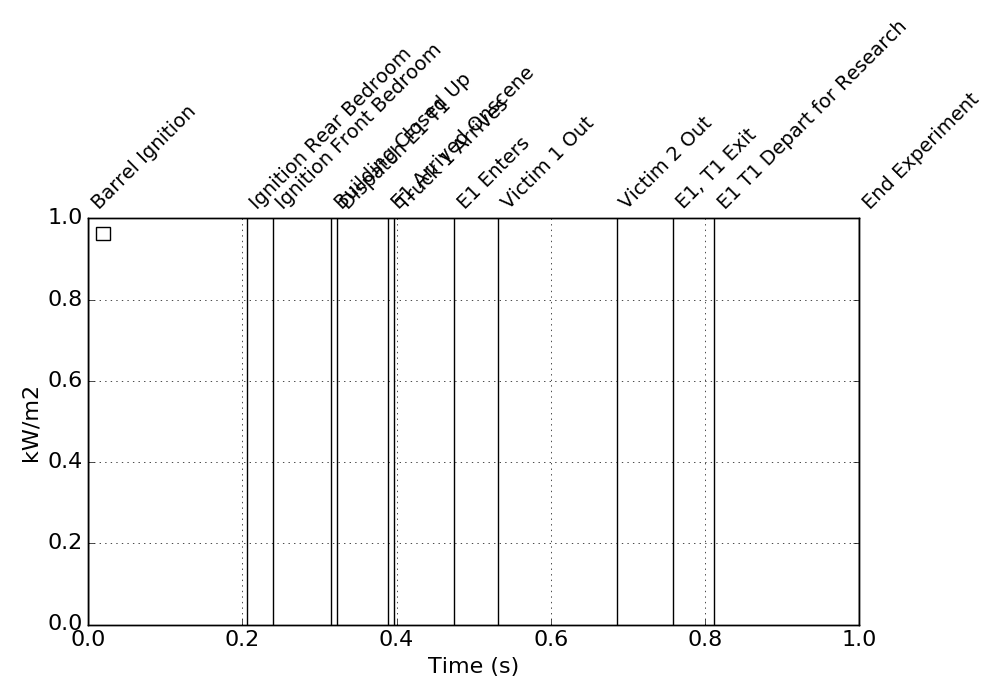 Barrel Ignition
Ignition Rear Bedroom
Ignition Front Bedroom
Building Closed Up
Dispatch E1 T1
E1 Arrived Onscene
Truck 1 Arrives
E1 Enters
Victim 1 Out
Victim 2 Out
E1, T1 Exit
E1 T1 Depart for Research
End Experiment
1.0
0.8
0.6
0.4
0.2
0.0
kW/m2
0.0 0.2 0.4 0.6 0.8 1.0
Time (s)